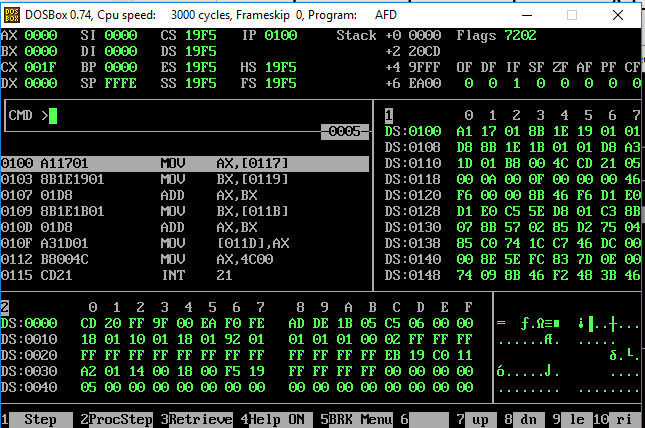 DOSBox 0.74, Cpu speed: 3000 cycles, Frameskip 0, Program: AFD
AX 0000 SI 0000 CS 19F5 IP 0100 Stack +0 0000 Flags 7202
BX 0000 DI 0000 DS 19F5 +2 20CD
CX 001F BP 0000 ES 19F5 HS 19F5 +4 9FFF OF DF IF SF ZF AF PF CF
DX 0000 SP FFFE SS 19F5 FS 19F5 +6 EA00 0 0 1 0 0 0 0 0
CMD >
0005
1 0 1 2 3 4 5 6 7
DS:0100 A1 17 01 8B 1E 19 01 01
DS:0108 D8 8B 1E 1B 01 01 D8 A3
DS:0110 1D 01 B8 00 4C CD 21 05
DS:0118 00 0A 00 0F 00 00 00 46
DS:0120 F6 00 00 8B 46 F6 D1 E0
DS:0128 D1 E0 C5 5E D8 01 C3 8B
DS:0130 07 8B 57 02 85 D2 75 04
DS:0138 85 C0 74 1C C7 46 DC 00
DS:0140 00 8E 5E FC 83 7D 0E 00
DS:0148 74 09 8B 46 F2 48 3B 46
0100 A11701 MOV AX,[0117]
0103 8B1E1901 MOV BX,[0119]
0107 01D8 ADD AX,BX
0109 8B1E1B01 MOV BX,[011B]
010D 01D8 ADD AX,BX
010F A31D01 MOV [011D],AX
0112 B8004C MOV AX,4C00
0115 CD21 INT 21
2 0 1 2 3 4 5 6 7 8 9 A B C D E F
DS:0000 CD 20 FF 9F 00 EA F0 FE AD DE 1B 05 C5 06 00 00
DS:0010 18 01 10 01 18 01 92 01 01 01 01 00 02 FF FF FF
DS:0020 FF FF FF FF FF FF FF FF FF FF FF FF EB 19 C0 11
DS:0030 A2 01 14 00 18 00 F5 19 FF FF FF FF 00 00 00 00
DS:0040 05 00 00 00 00 00 00 00 00 00 00 00 00 00 00 00
1 Step 2ProcStep 3Retrieve 4Help ON 5BRK Menu 6 7 up 8 dn 9 le 10 ri